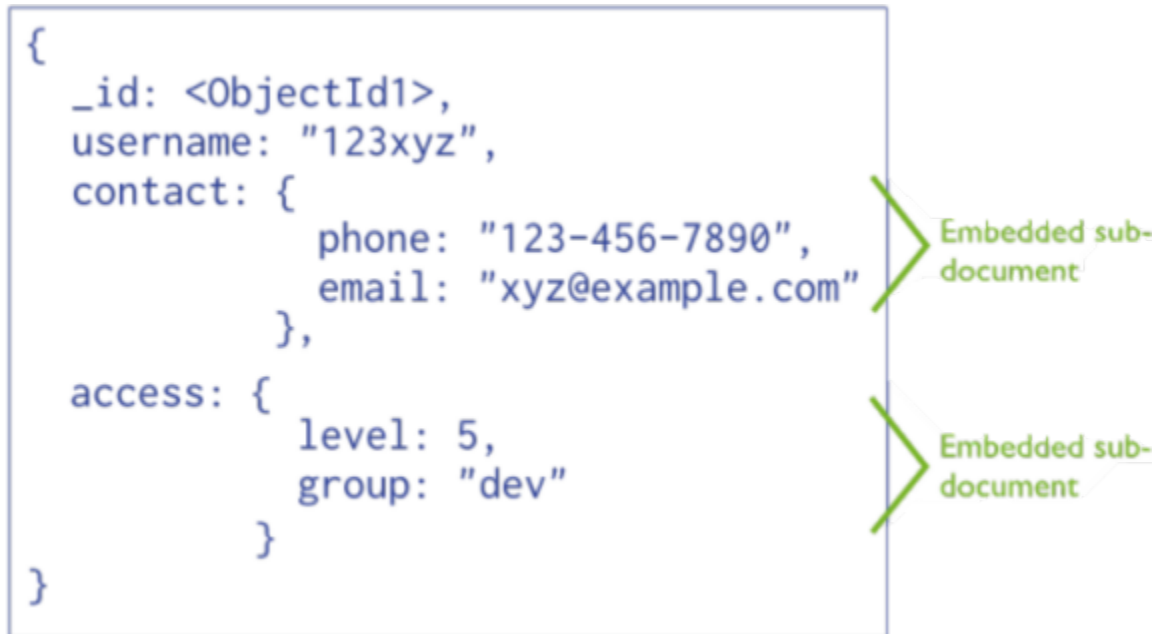 {
_id: <ObjectId1>,
username: "123xyz",
contact: {
phone: "123-456-7890",
email: "xyz@example.com"
},
access: {
level: 5,
group: "dev"
}
}
Embedded sub-
document
Embedded sub-
document